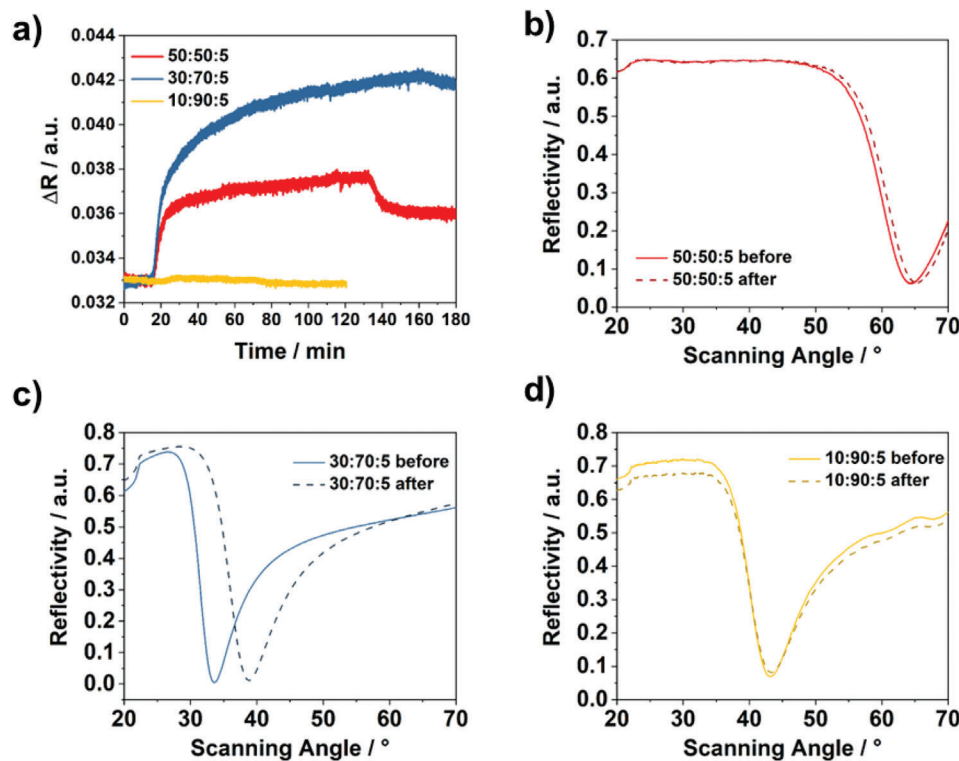 a)
0.044
0.042
0.040
0.038
0.036
0.034
0.032
ΔR / a.u.
50:50:5
30:70:5
10:90:5
0 20 40 60 80 100 120 140 160 180
Time / min
b)
0.7
0.6
0.5
0.4
0.3
0.2
0.1
0.0
Reflectivity / a.u.
50:50:5 before
50:50:5 after
20 30 40 50 60 70
Scanning Angle / °
c)
0.8
0.7
0.6
0.5
0.4
0.3
0.2
0.1
0.0
Reflectivity / a.u.
30:70:5 before
30:70:5 after
20 30 40 50 60 70
Scanning Angle / °
d)
0.8
0.7
0.6
0.5
0.4
0.3
0.2
0.1
0.0
Reflectivity / a.u.
10:90:5 before
10:90:5 after
20 30 40 50 60 70
Scanning Angle / °